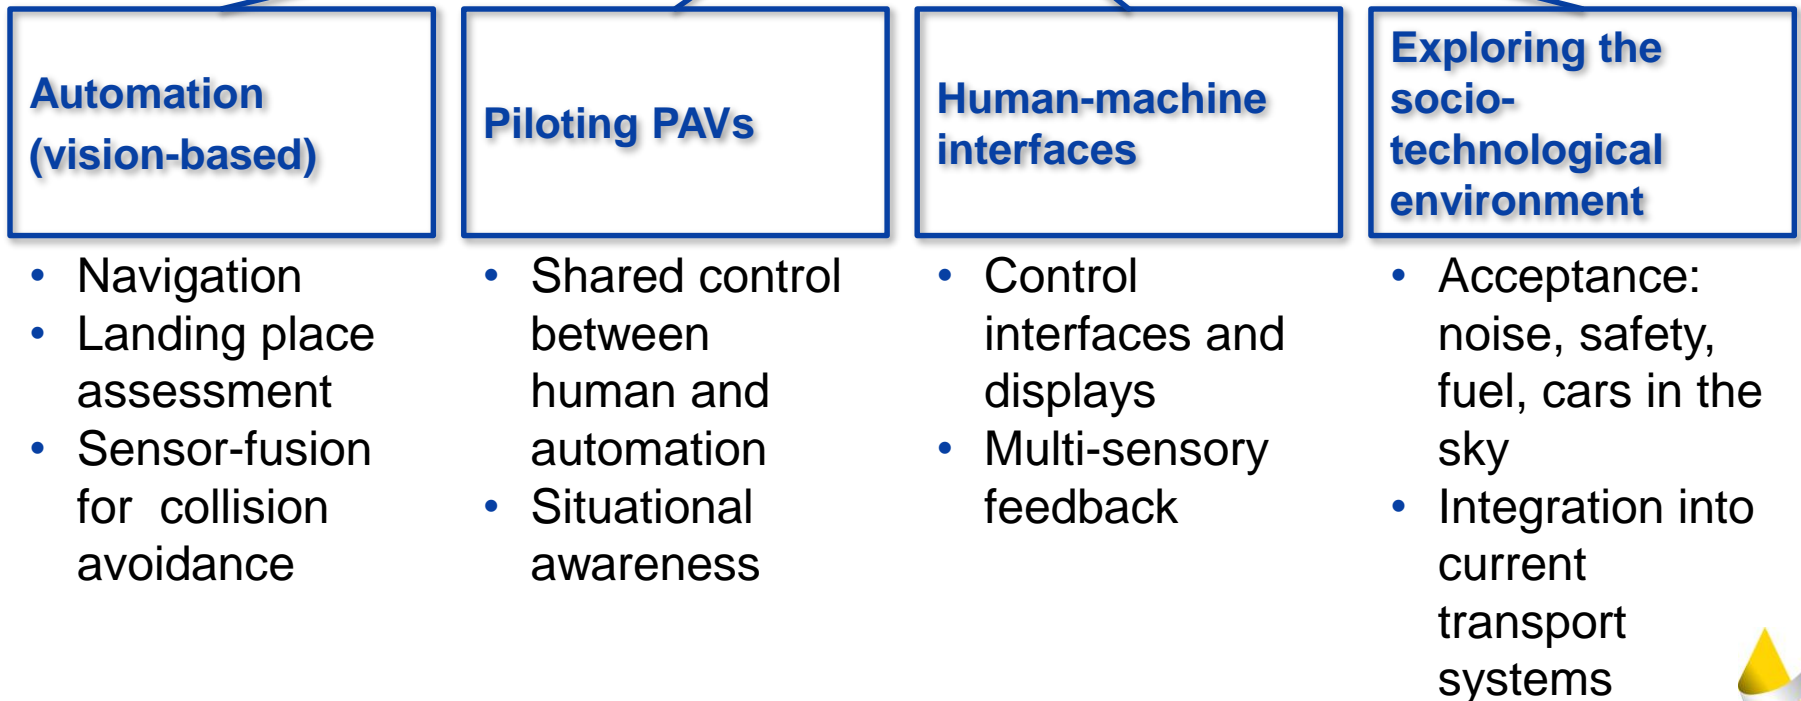 Automation
(vision-based)
• Navigation
• Landing place
assessment
• Sensor-fusion
for  collision
avoidance
Piloting PAVs
• Shared control
between
human and
automation
• Situational
awareness
Human-machine
interfaces
• Control
interfaces and
displays
• Multi-sensory
feedback
Exploring the
socio-
technological
environment
• Acceptance:
noise, safety,
fuel, cars in the
sky
• Integration into
current
transport
systems